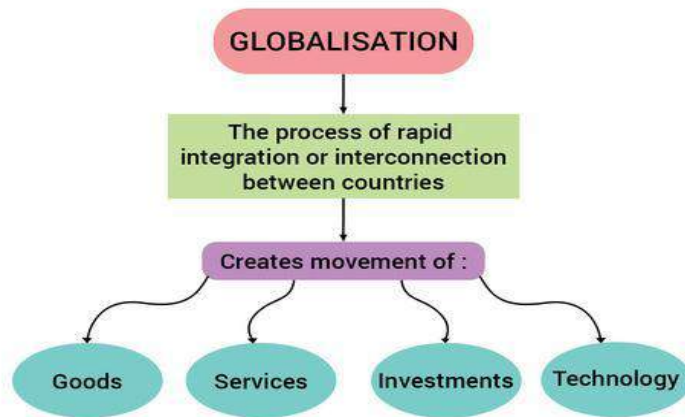 GLOBALISATION
The process of rapid
integration or interconnection
between countries
Creates movement of :
Goods
Services
Investments
Technology